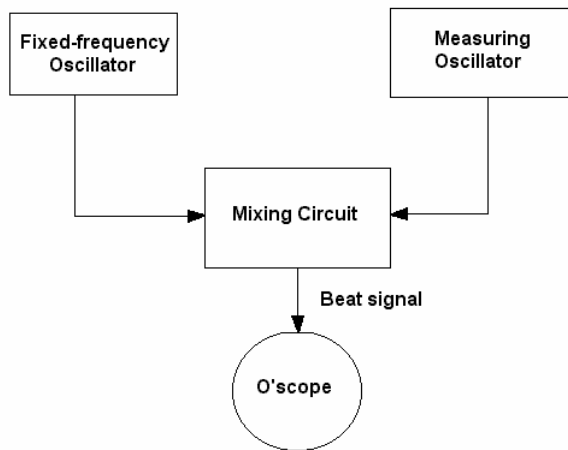 Fixed-frequency
Oscillator
Measuring
Oscillator
Mixing Circuit
Beat signal
O'scope